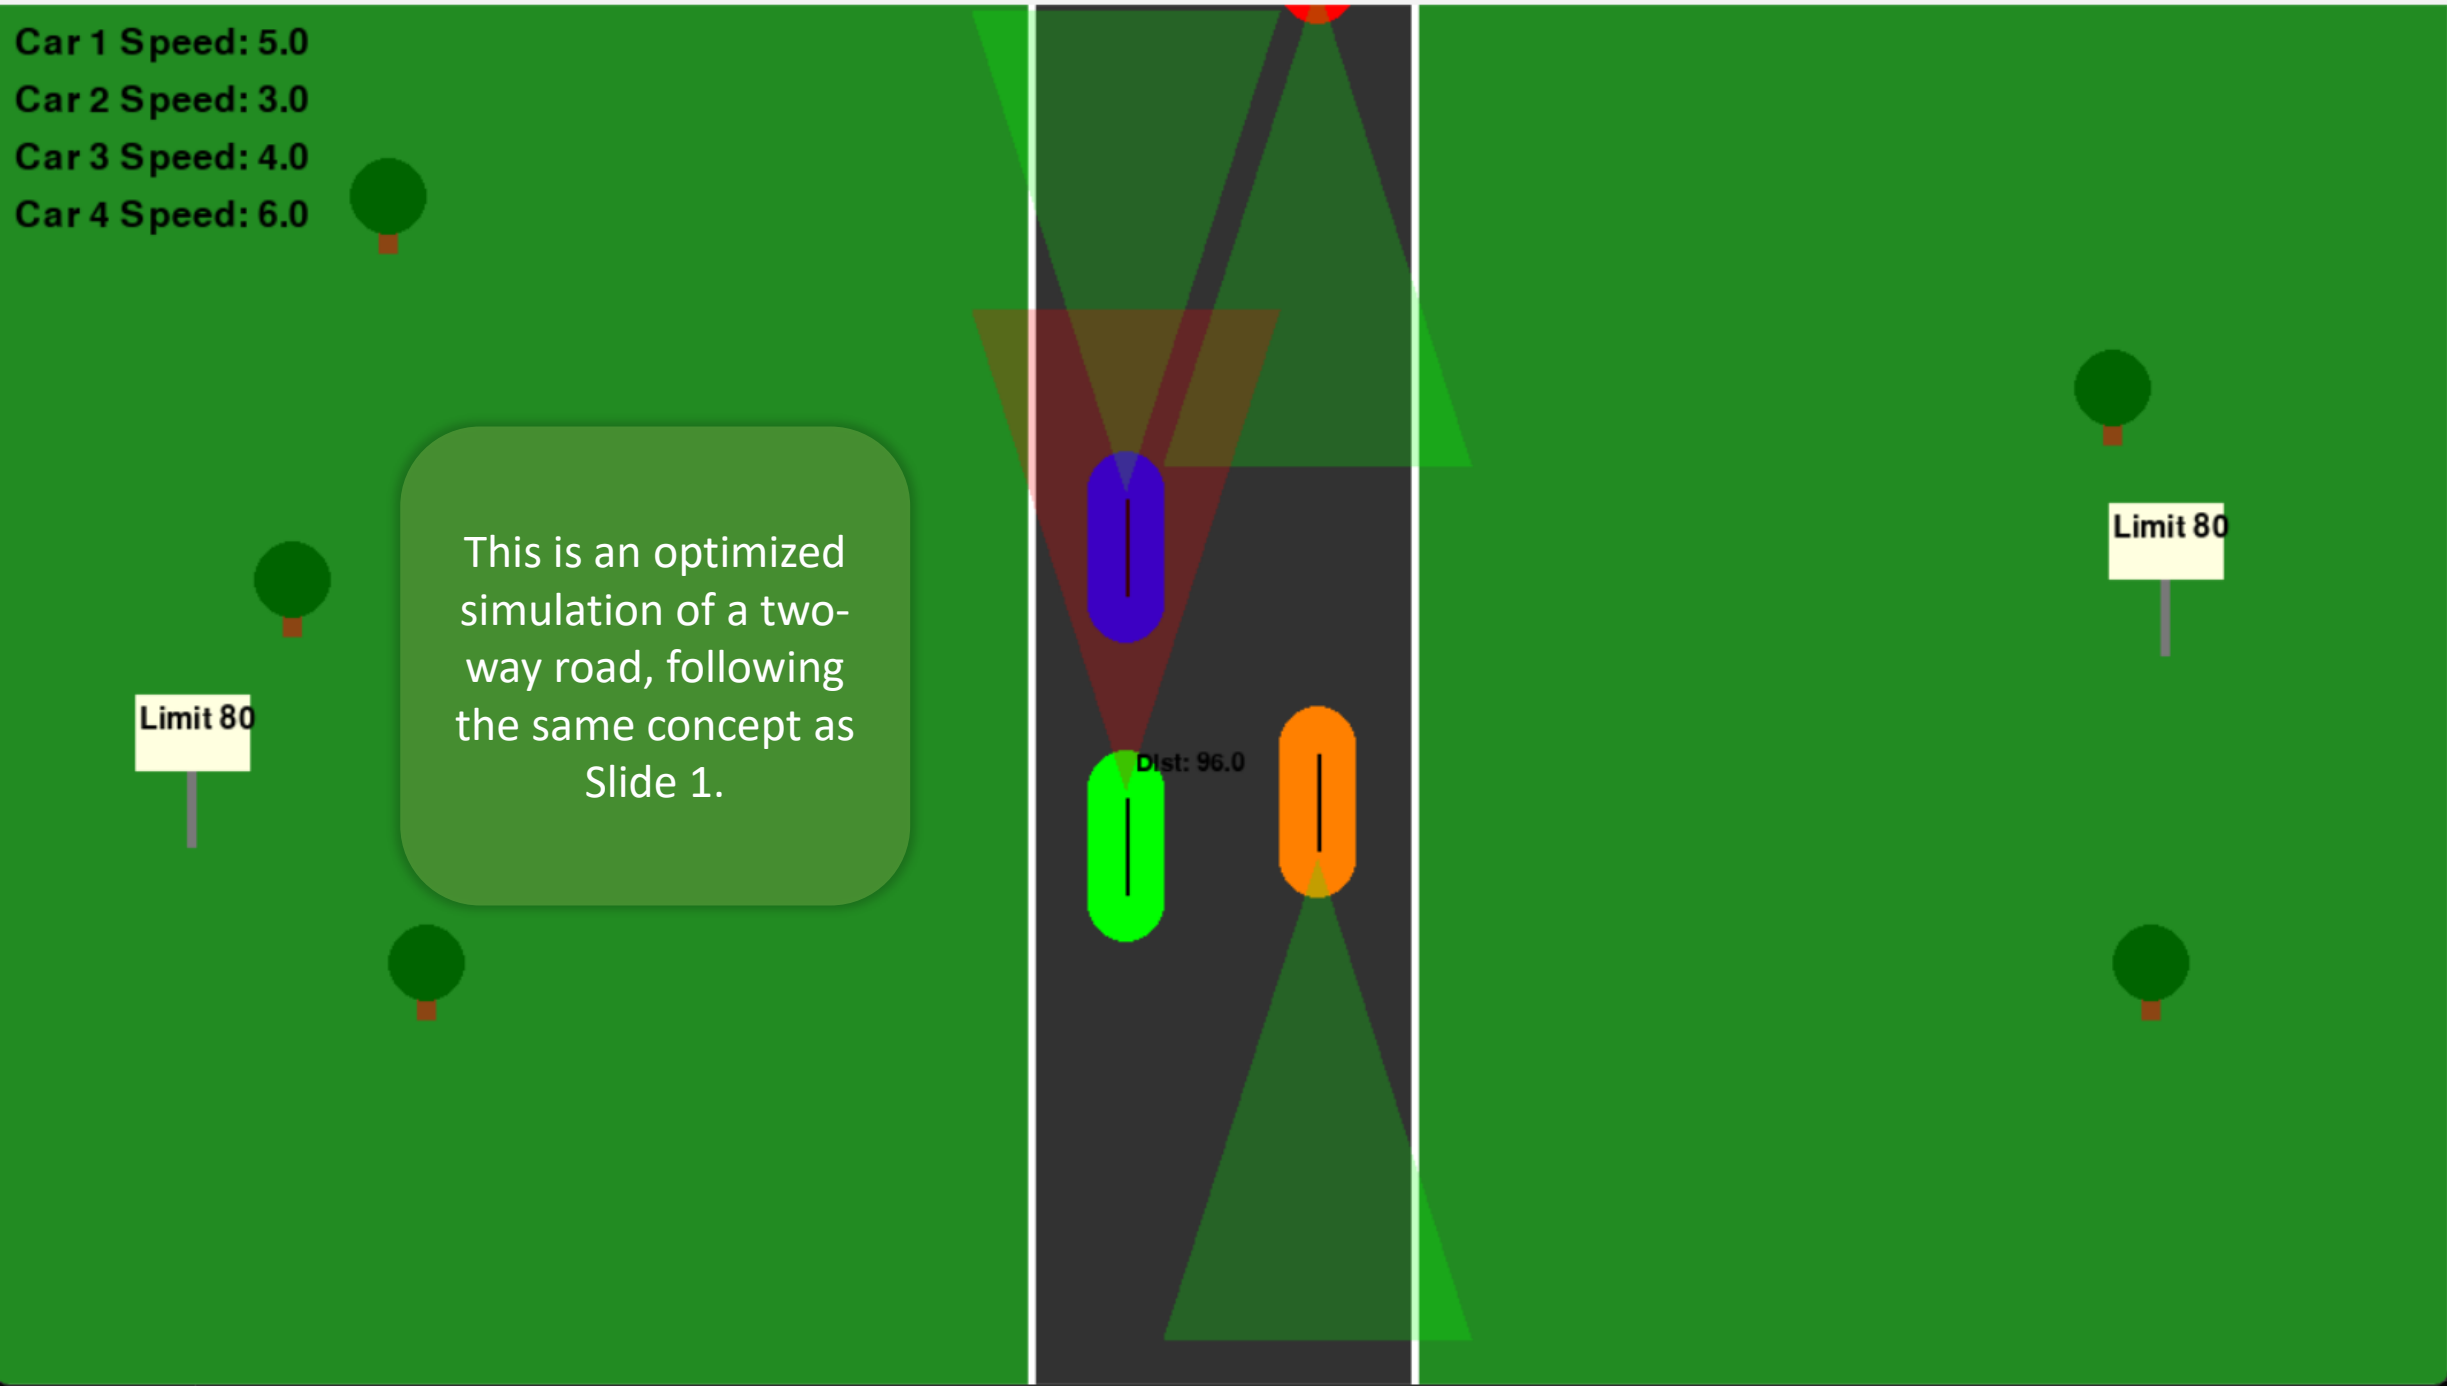 Car 1 Speed: 5.0
Car 2 Speed: 3.0
Car 3 Speed: 4.0
Car 4 Speed: 6.0
Limit 80
This is an optimized
simulation of a two-
way road, following
the same concept as
Slide 1.
Limit 80
Dist: 96.0